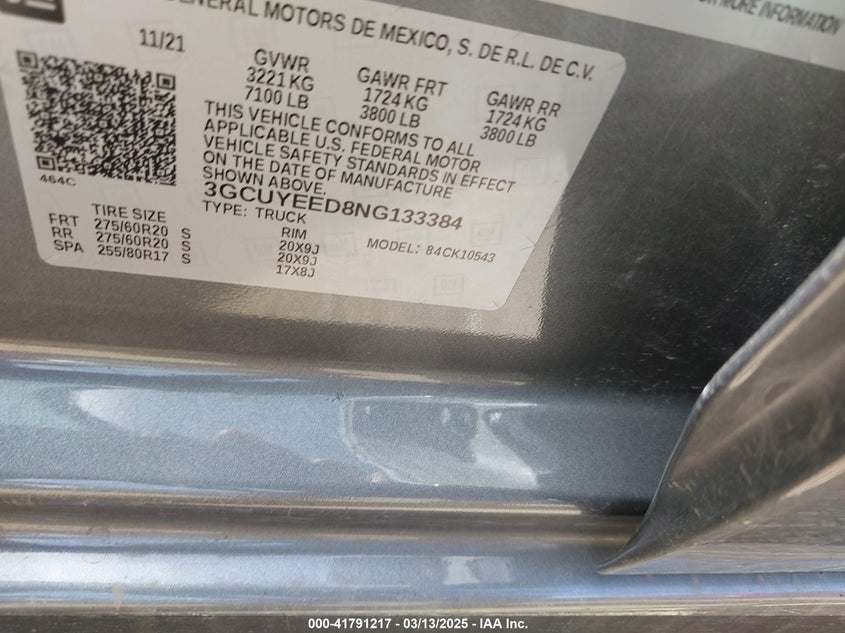 GENERAL MOTORS DE MEXICO, S. DE R.L. DE C.V.
MORE INFORMATION
11/21
GVWR
3221 KG
7100 LB
GAWR FRT
1724 KG
3800 LB
GAWR RR
1724 KG
3800 LB
THIS VEHICLE CONFORMS TO ALL
APPLICABLE U.S. FEDERAL MOTOR
VEHICLE SAFETY STANDARDS IN EFFECT
ON THE DATE OF MANUFACTURE
SHOWN ABOVE.
464C
3GCUYEED8NG133384
TYPE: TRUCK
MODEL: 84CK10543
TIRE SIZE RIM
FRT 275/60R20 S 20X9J
RR 275/60R20 S 20X9J
SPA 255/80R17 S 17X8J
000-41791217 — 03/13/2025 — IAA Inc.